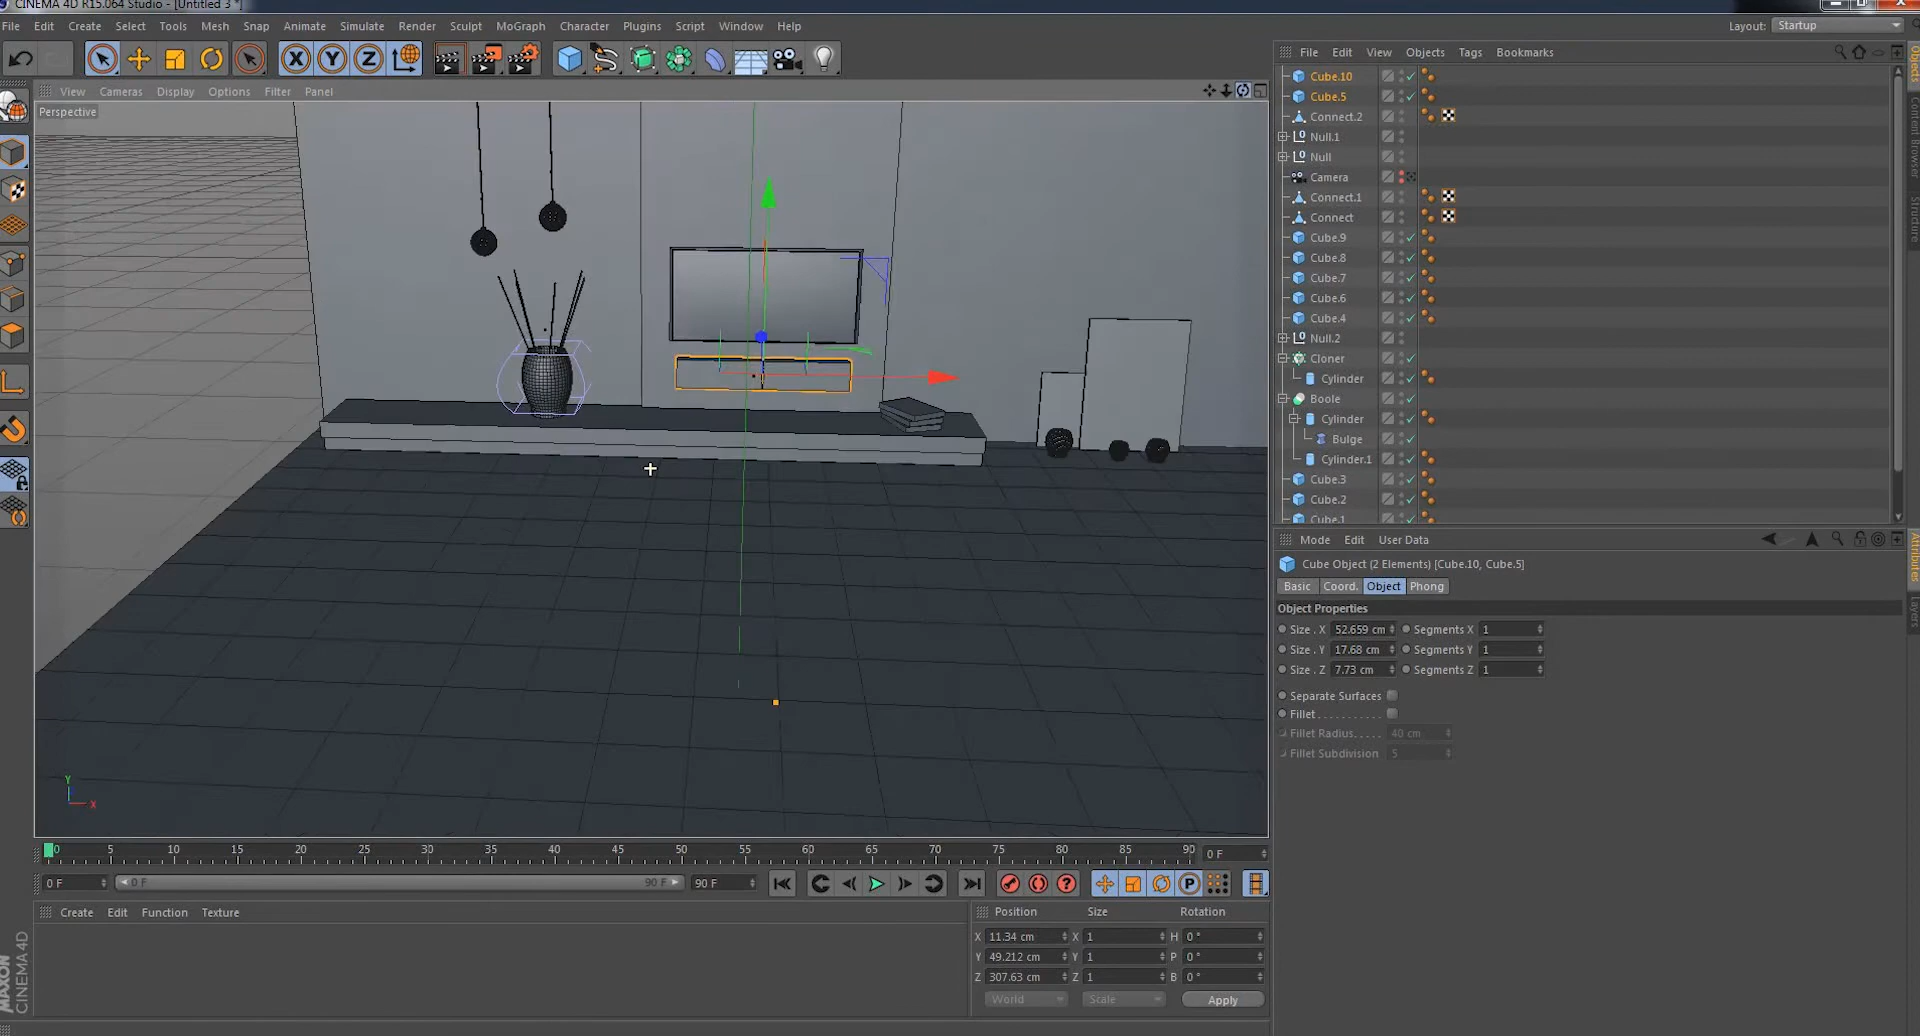 CINEMA 4D R15.064 Studio - [Untitled 3 *]
File Edit Create Select Tools Mesh Snap Animate Simulate Render Sculpt MoGraph Character Plugins Script Window Help
Layout: Startup
View Cameras Display Options Filter Panel
Perspective
File Edit View Objects Tags Bookmarks
Cube.10
Cube.5
Connect.2
Null.1
Null
Camera
Connect.1
Connect
Cube.9
Cube.8
Cube.7
Cube.6
Cube.4
Null.2
Cloner
Cylinder
Boole
Cylinder
Bulge
Cylinder.1
Cube.3
Cube.2
Cube.1
Objects
Content Browser
Structure
Mode Edit User Data
Cube Object (2 Elements) [Cube.10, Cube.5]
Basic Coord. Object Phong
Object Properties
Size . X 52.659 cm Segments X 1
Size . Y 17.68 cm Segments Y 1
Size . Z 7.73 cm Segments Z 1
Separate Surfaces
Fillet
Fillet Radius 40 cm
Fillet Subdivision 5
Attributes
Layers
Y
X
0 5 10 15 20 25 30 35 40 45 50 55 60 65 70 75 80 85 90 0 F
0 F 0 F 90 F 90 F
Create Edit Function Texture
Position Size Rotation
X 11.34 cm X 1 H 0 °
Y 49.212 cm Y 1 P 0 °
Z 307.63 cm Z 1 B 0 °
World Scale Apply
MAXON
CINEMA 4D